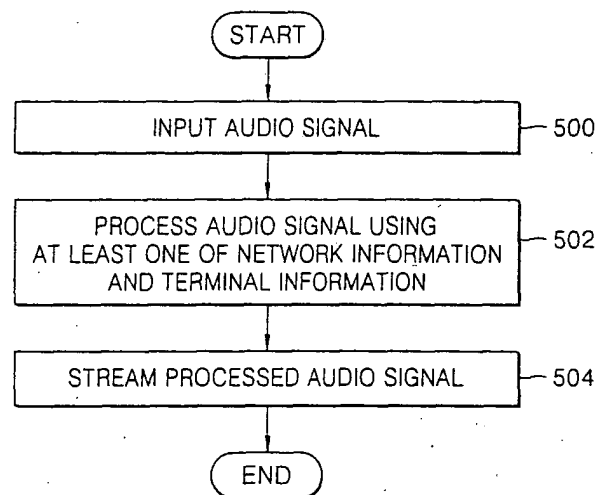 START
INPUT AUDIO SIGNAL
500
PROCESS AUDIO SIGNAL USING
AT LEAST ONE OF NETWORK INFORMATION
AND TERMINAL INFORMATION
502
STREAM PROCESSED AUDIO SIGNAL
504
END